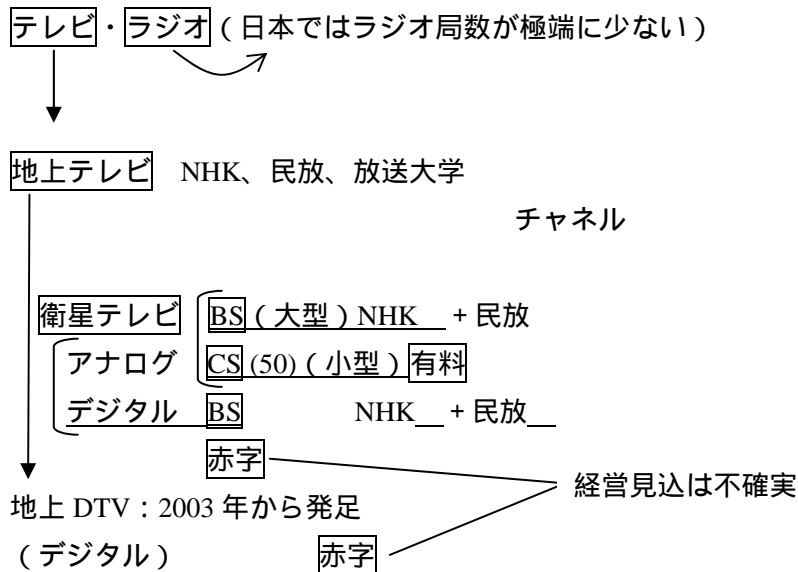 テレビ・ラジオ(日本ではラジオ局数が極端に少ない)
地上テレビ NHK、民放、放送大学
チャネル
衛星テレビ BS(大型)NHK + 民放
アナログ CS (50)(小型)有料
デジタル BS NHK + 民放
赤字
経営見込は不確実
地上 DTV:2003 年から発足
(デジタル) 赤字